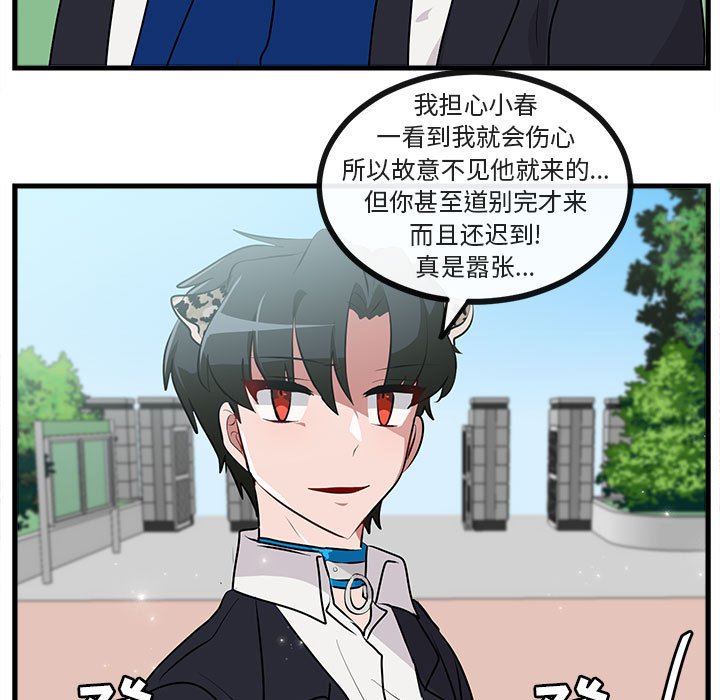 我担心小春
一看到我就会伤心
所以故意不见他就来的...
但你甚至道别完才来
而且还迟到!
真是嚣张...